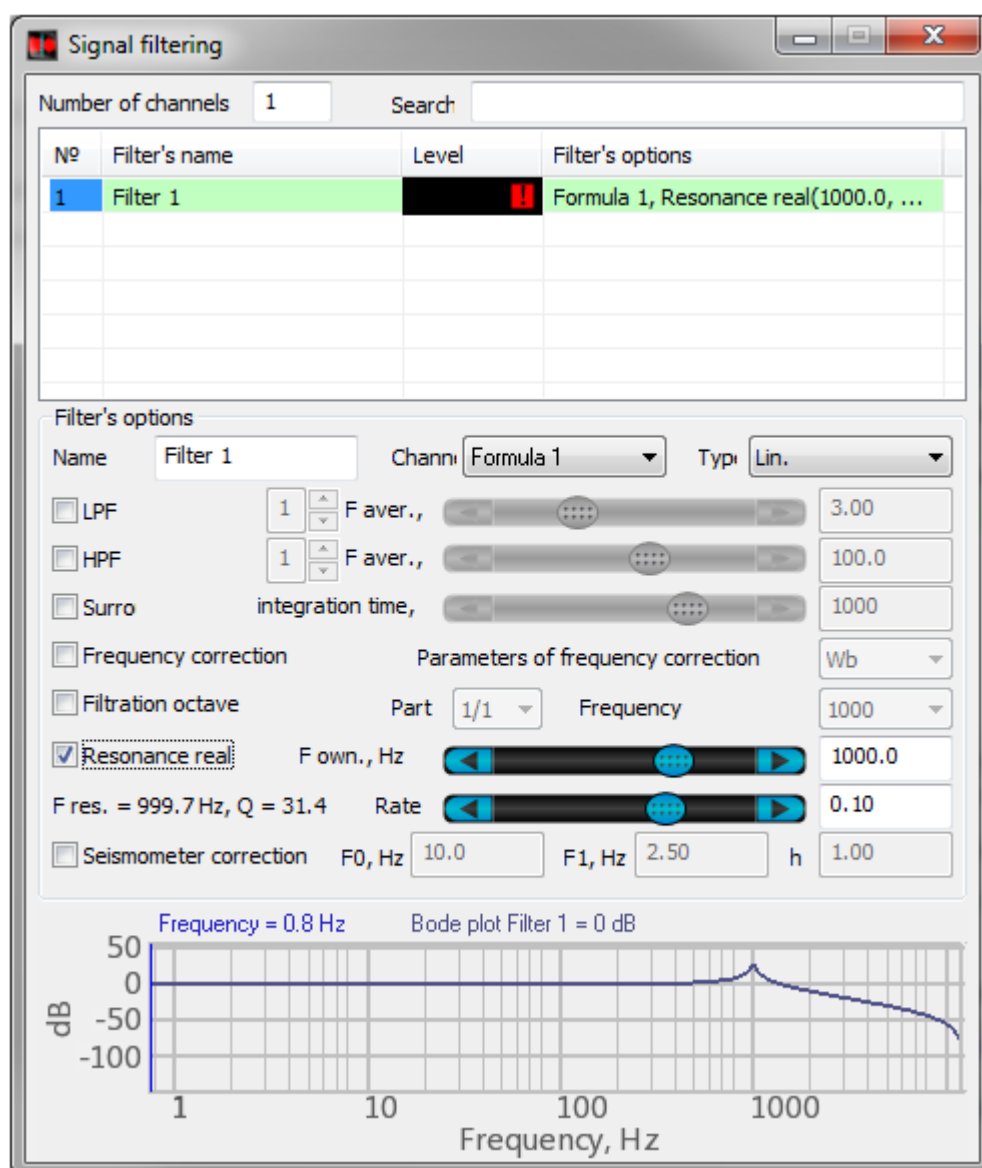 Signal filtering
Number of channels 1 Search
Nº Filter's name Level Filter's options
1 Filter 1 ! Formula 1, Resonance real(1000.0, ...
Filter's options
Name Filter 1 Chann Formula 1 Type Lin.
LPF 1 F aver., 3.00
HPF 1 F aver., 100.0
Surro integration time, 1000
Frequency correction Parameters of frequency correction Wb
Filtration octave Part 1/1 Frequency 1000
Resonance real F own., Hz 1000.0
F res. = 999.7 Hz, Q = 31.4 Rate 0.10
Seismometer correction F0, Hz 10.0 F1, Hz 2.50 h 1.00
Frequency = 0.8 Hz Bode plot Filter 1 = 0 dB
50
0
-50
-100
dB
1 10 100 1000
Frequency, Hz